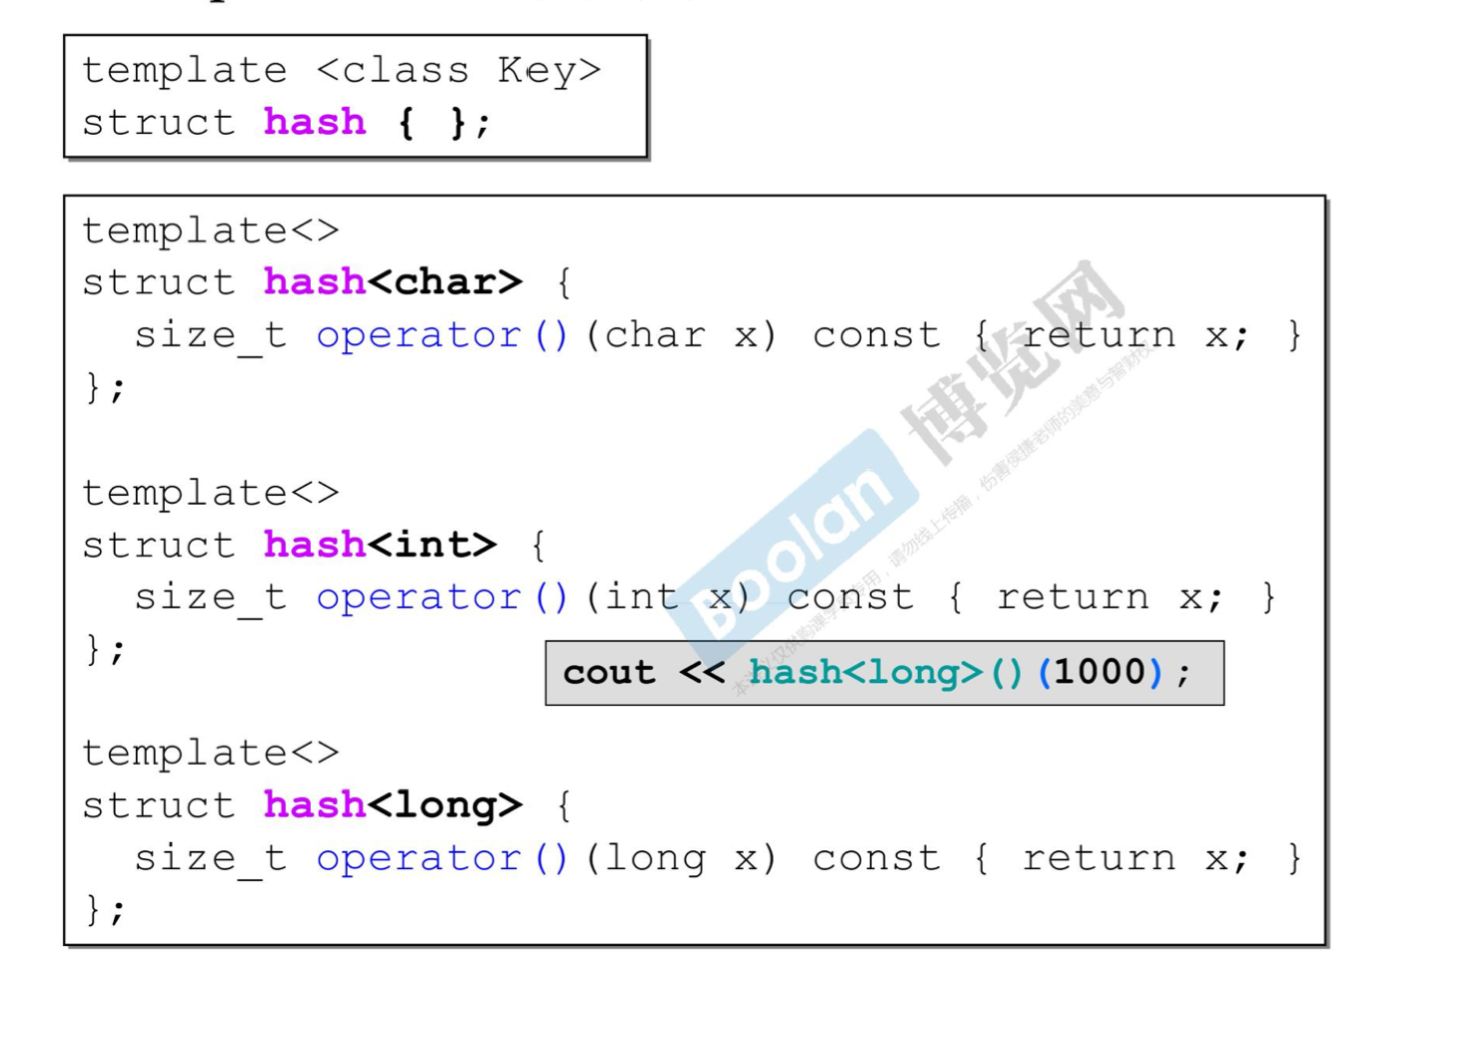 template <class Key>
struct hash { };
template<>
struct hash<char> {
  size_t operator()(char x) const { return x; }
};
template<>
struct hash<int> {
  size_t operator()(int x) const { return x; }
};
cout << hash<long>()(1000);
template<>
struct hash<long> {
  size_t operator()(long x) const { return x; }
};
Boolan 博览网